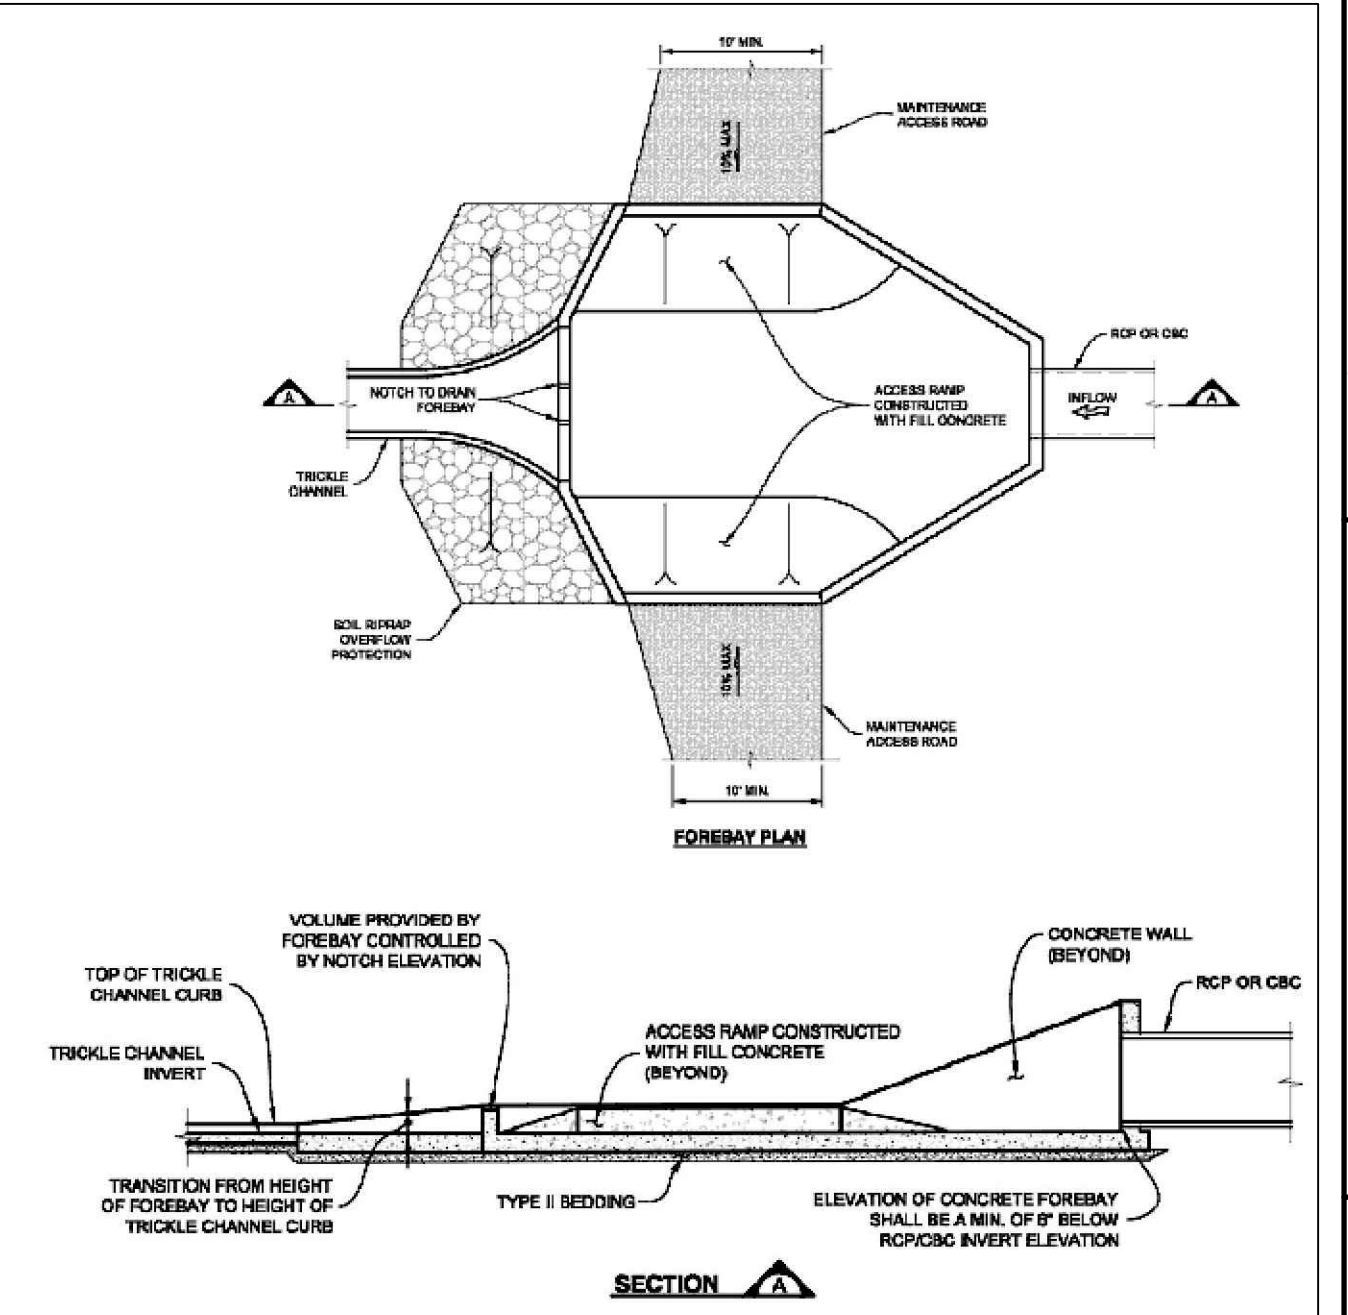 10' MIN.
MAINTENANCE
ACCESS ROAD
10% MAX
RCP OR CBC
A
NOTCH TO DRAIN
FOREBAY
ACCESS RAMP
CONSTRUCTED
WITH FILL CONCRETE
INFLOW
A
TRICKLE
CHANNEL
SOIL RIPRAP
OVERFLOW
PROTECTION
10% MAX
MAINTENANCE
ACCESS ROAD
10' MIN.
FOREBAY PLAN
VOLUME PROVIDED BY
FOREBAY CONTROLLED
BY NOTCH ELEVATION
CONCRETE WALL
(BEYOND)
TOP OF TRICKLE
CHANNEL CURB
RCP OR CBC
ACCESS RAMP CONSTRUCTED
WITH FILL CONCRETE
(BEYOND)
TRICKLE CHANNEL
INVERT
TRANSITION FROM HEIGHT
OF FOREBAY TO HEIGHT OF
TRICKLE CHANNEL CURB
TYPE II BEDDING
ELEVATION OF CONCRETE FOREBAY
SHALL BE A MIN. OF BELOW
RCP/CBC INVERT ELEVATION
SECTION A